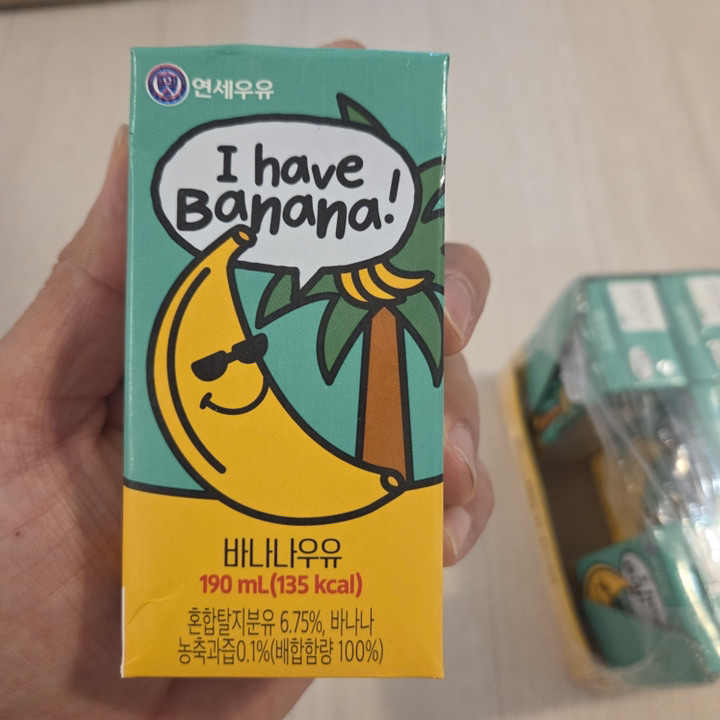 연세우유
I have
Banana!
바나나우유
190 mL(135 kcal)
혼합탈지분유 6.75%, 바나나
농축과즙0.1%(배합함량 100%)